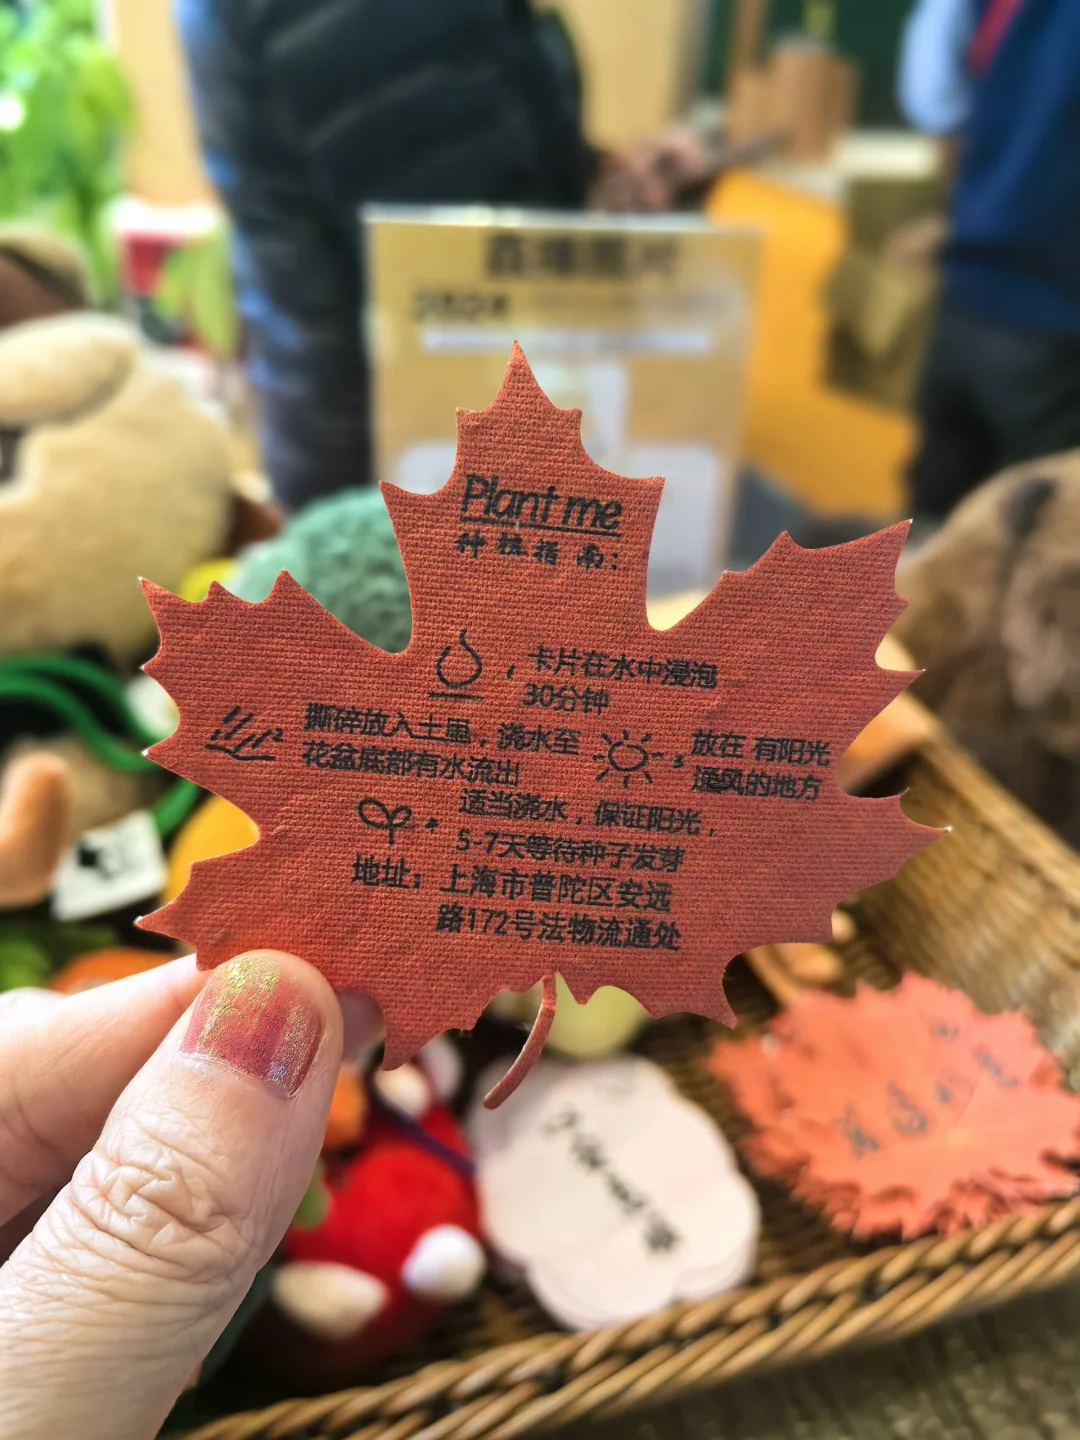 Plant me
种植指南:
, 卡片在水中浸泡
30分钟
2 撕碎放入土里，浇水至
花盆底部有水流出
3 放在 有阳光
通风的地方
适当浇水，保证阳光，
5-7天等待种子发芽
地址：上海市普陀区安远
路172号法物流通处
2024